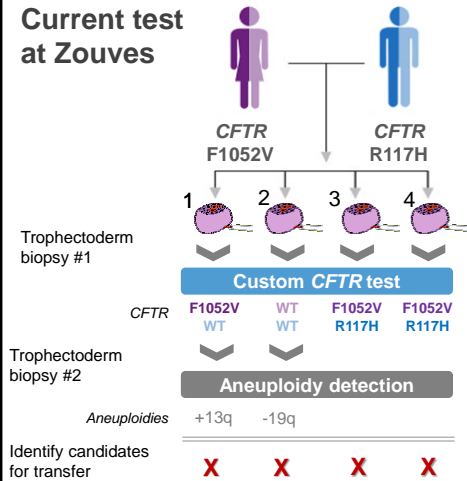 Current test
at Zouves
CFTR
F1052V
CFTR
R117H
1 2 3 4
Trophectoderm
biopsy #1
Custom CFTR test
CFTR F1052V WT F1052V F1052V
WT WT R117H R117H
Trophectoderm
biopsy #2
Aneuploidy detection
Aneuploidies +13q -19q
Identify candidates
for transfer
X X X X